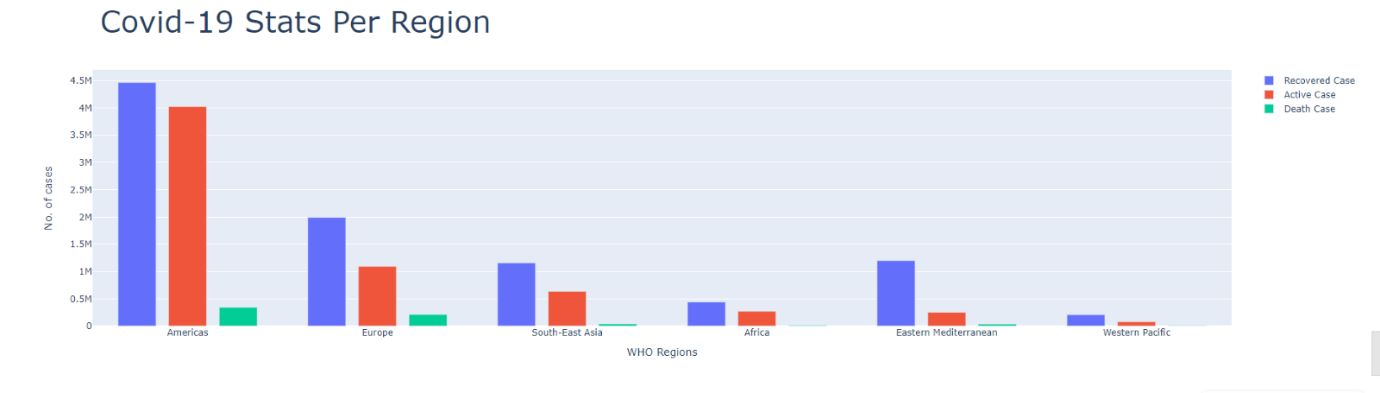 Covid-19 Stats Per Region
4.5M
4M
3.5M
3M
2.5M
2M
1.5M
1M
0.5M
0
No. of cases
Americas
Europe
South-East Asia
Africa
Eastern Mediterranean
Western Pacific
WHO Regions
Recovered Case
Active Case
Death Case